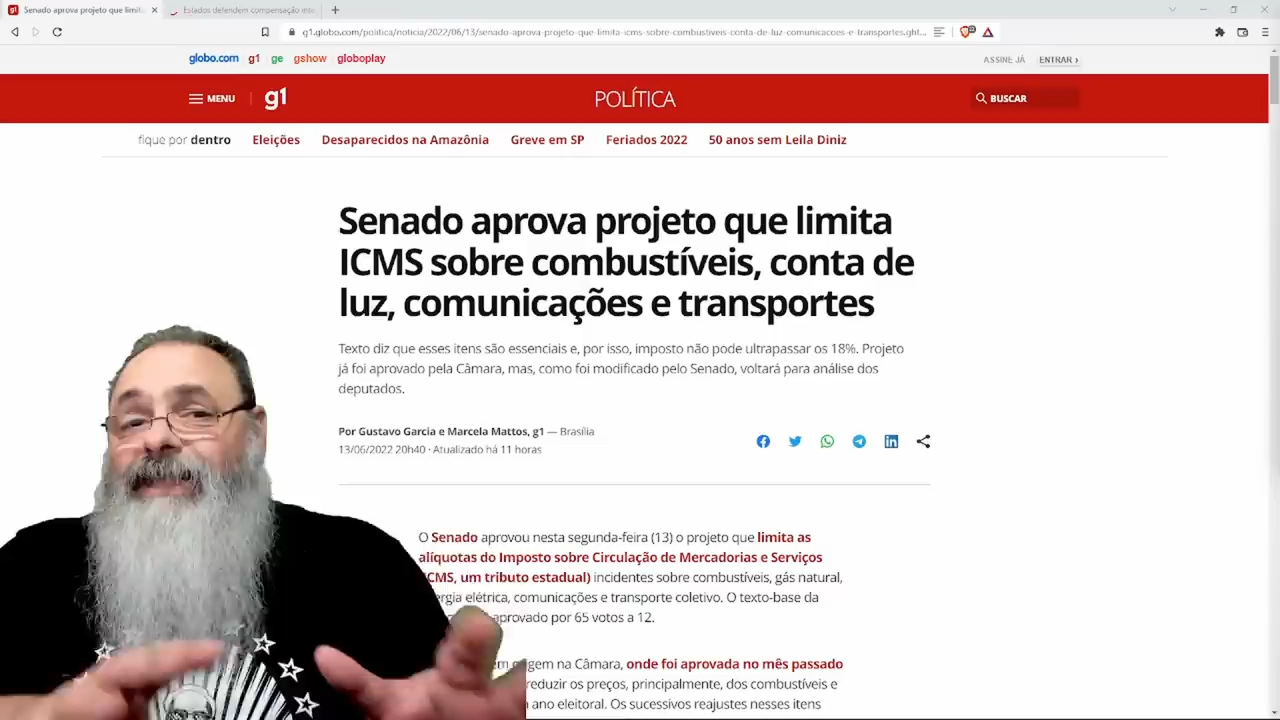 Senado aprova projeto que limita
Estados defendem compensação inte
g1.globo.com/politica/noticia/2022/06/13/senado-aprova-projeto-que-limita-icms-sobre-combustiveis-conta-de-luz-comunicacoes-e-transportes.ght...
globo.com g1 ge gshow globoplay
ASSINE JÁ ENTRAR ›
MENU g1 POLÍTICA BUSCAR
fique por dentro Eleições Desaparecidos na Amazônia Greve em SP Feriados 2022 50 anos sem Leila Diniz
Senado aprova projeto que limita
ICMS sobre combustíveis, conta de
luz, comunicações e transportes
Texto diz que esses itens são essenciais e, por isso, imposto não pode ultrapassar os 18%. Projeto
já foi aprovado pela Câmara, mas, como foi modificado pelo Senado, voltará para análise dos
deputados.
Por Gustavo Garcia e Marcela Mattos, g1 — Brasília
13/06/2022 20h40 · Atualizado há 11 horas
O Senado aprovou nesta segunda-feira (13) o projeto que limita as
alíquotas do Imposto sobre Circulação de Mercadorias e Serviços
CMS, um tributo estadual) incidentes sobre combustíveis, gás natural,
ergia elétrica, comunicações e transporte coletivo. O texto-base da
aprovado por 65 votos a 12.
origem na Câmara, onde foi aprovada no mês passado
reduzir os preços, principalmente, dos combustíveis e
ano eleitoral. Os sucessivos reajustes nesses itens